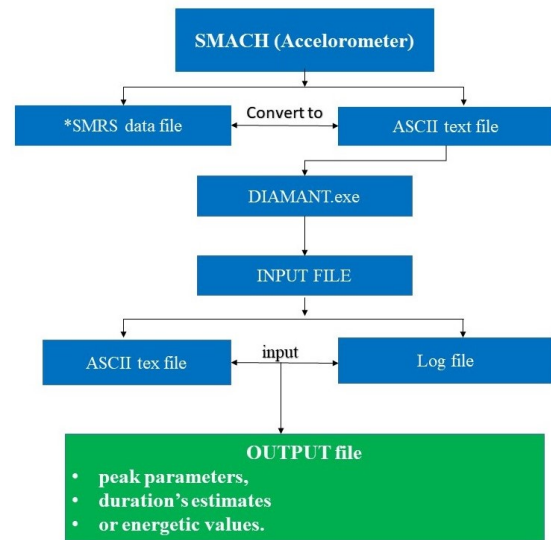 SMACH (Accelorometer)
*SMRS data file
Convert to
ASCII text file
DIAMANT.exe
INPUT FILE
ASCII tex file
input
Log file
OUTPUT file
• peak parameters,
• duration’s estimates
• or energetic values.